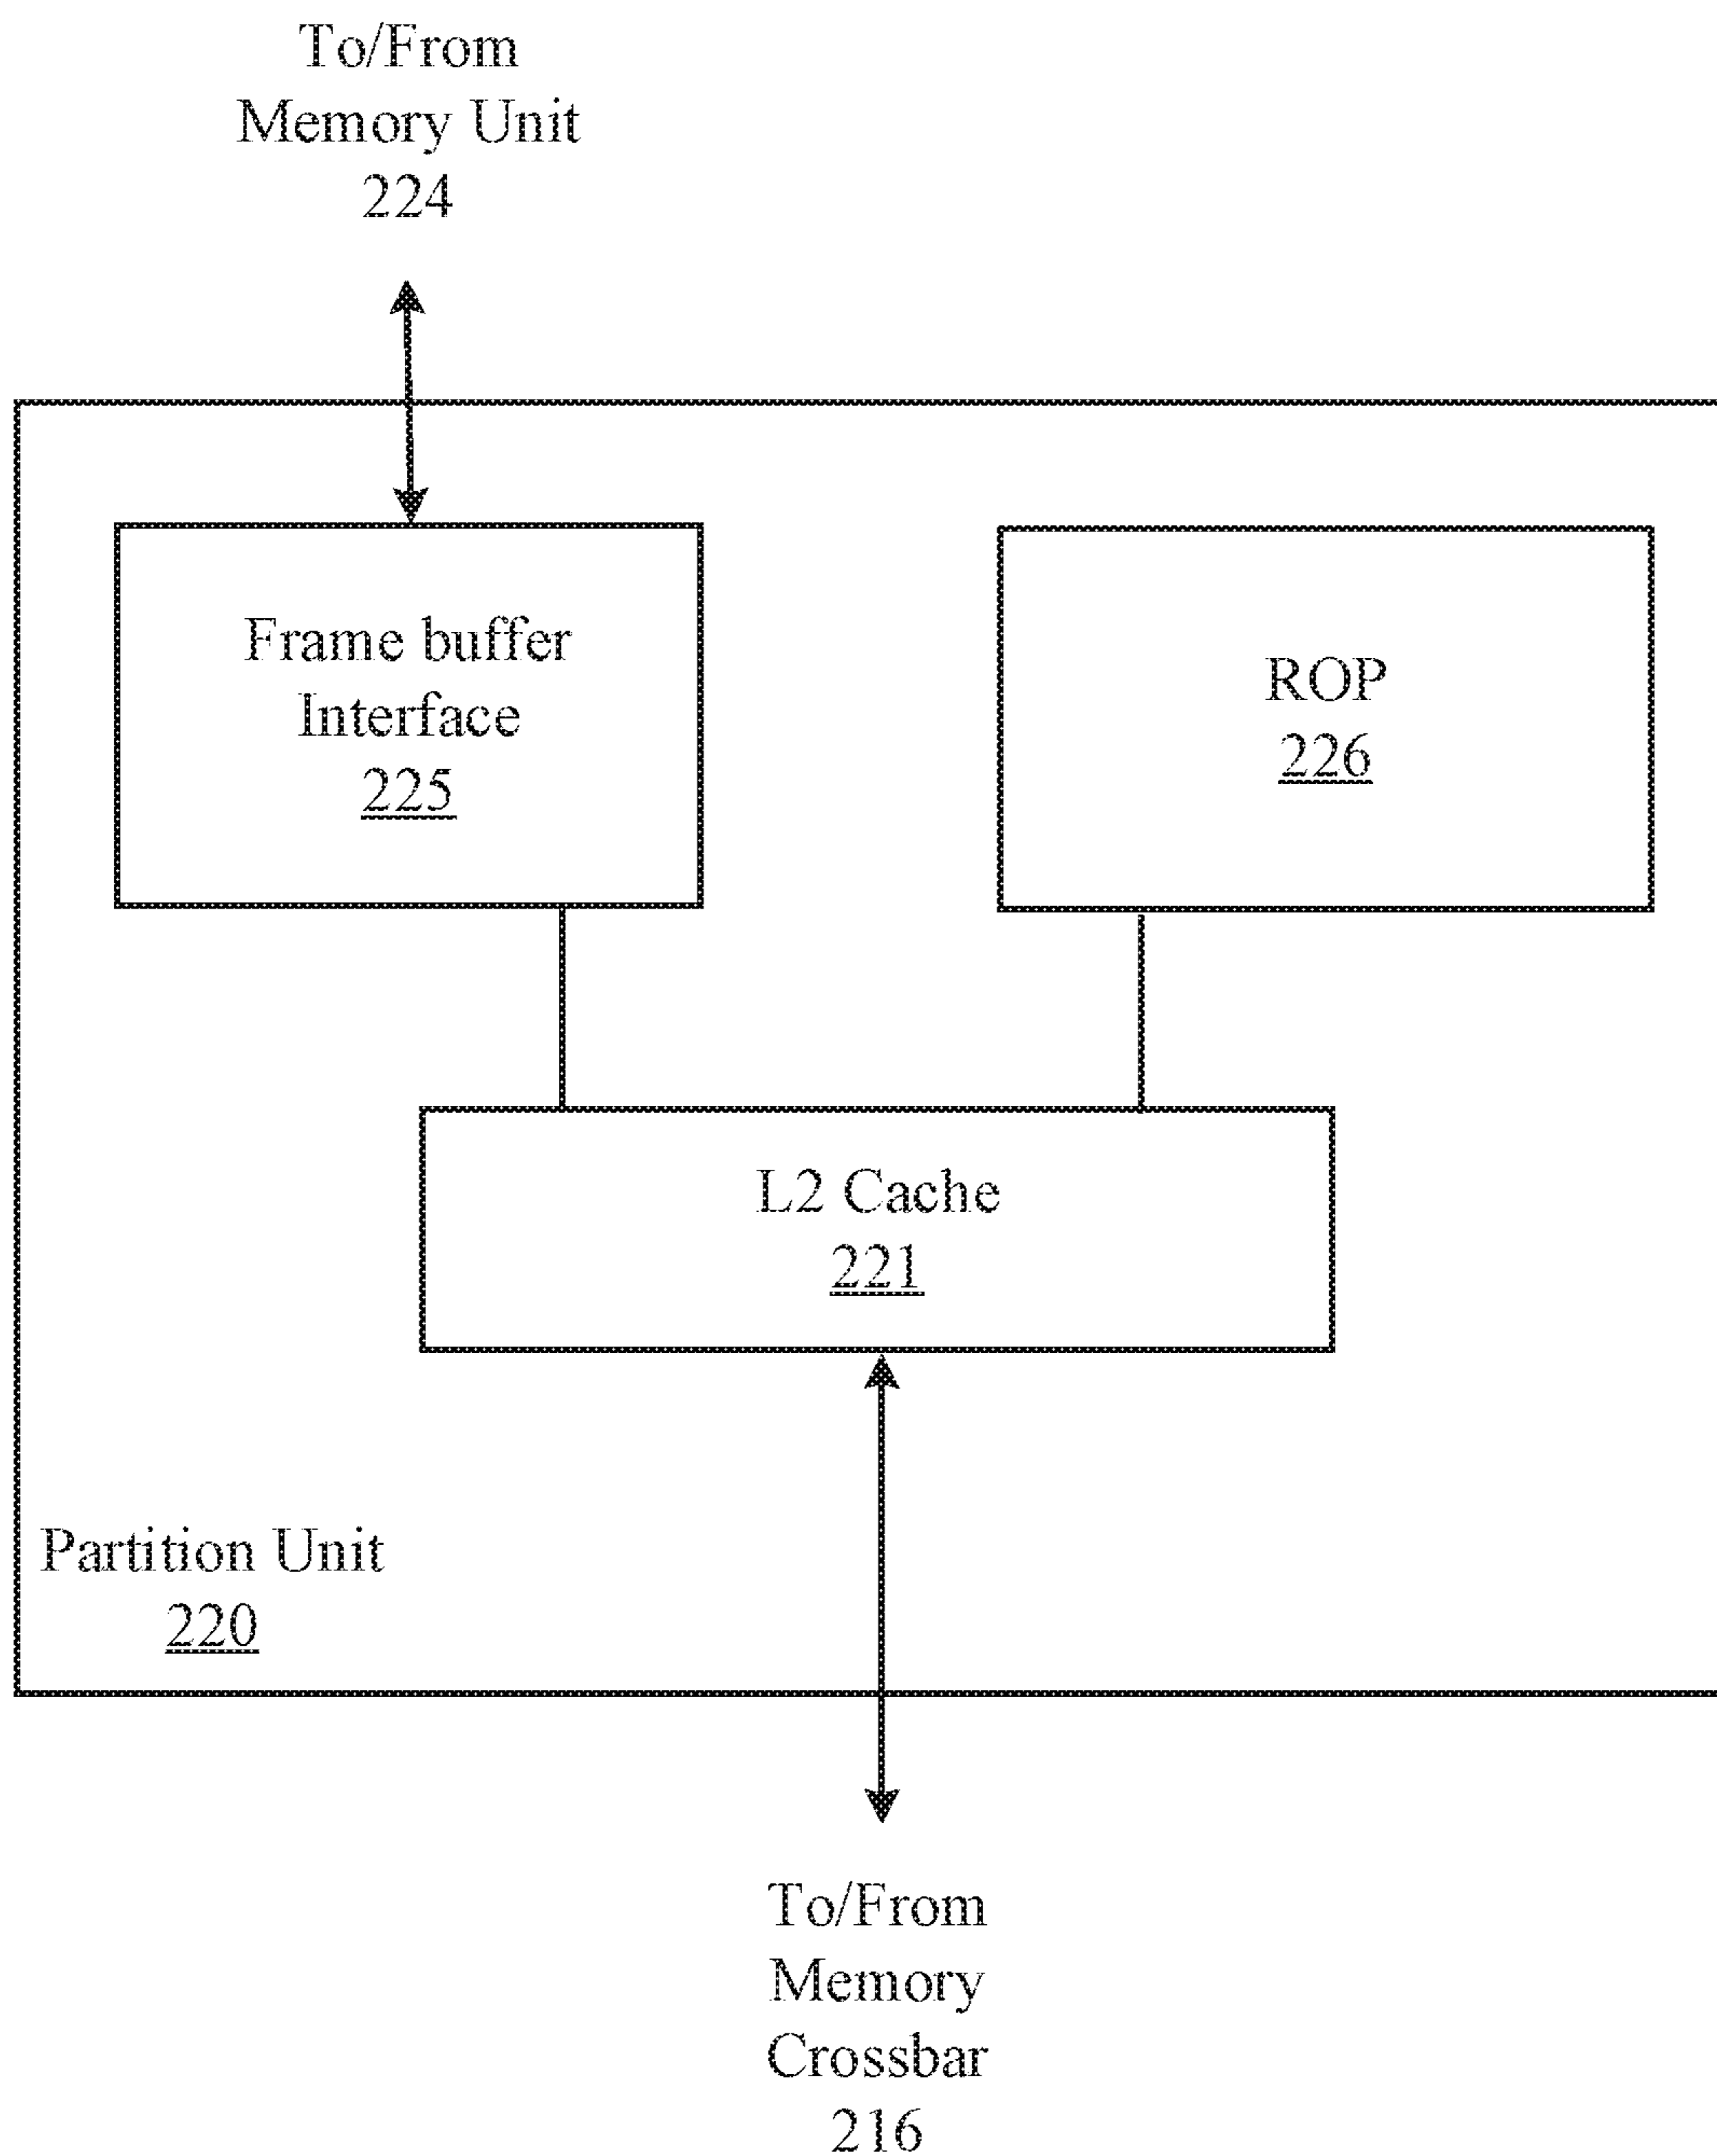 To/From
Memory Unit
224
Frame buffer
Interface
225
ROP
226
L2 Cache
221
Partition Unit
220
To/From
Memory
Crossbar
216